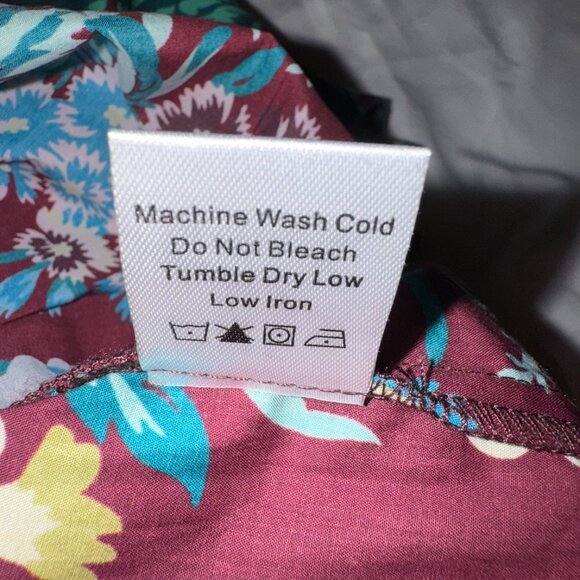 Machine Wash Cold
Do Not Bleach
Tumble Dry Low
Low Iron